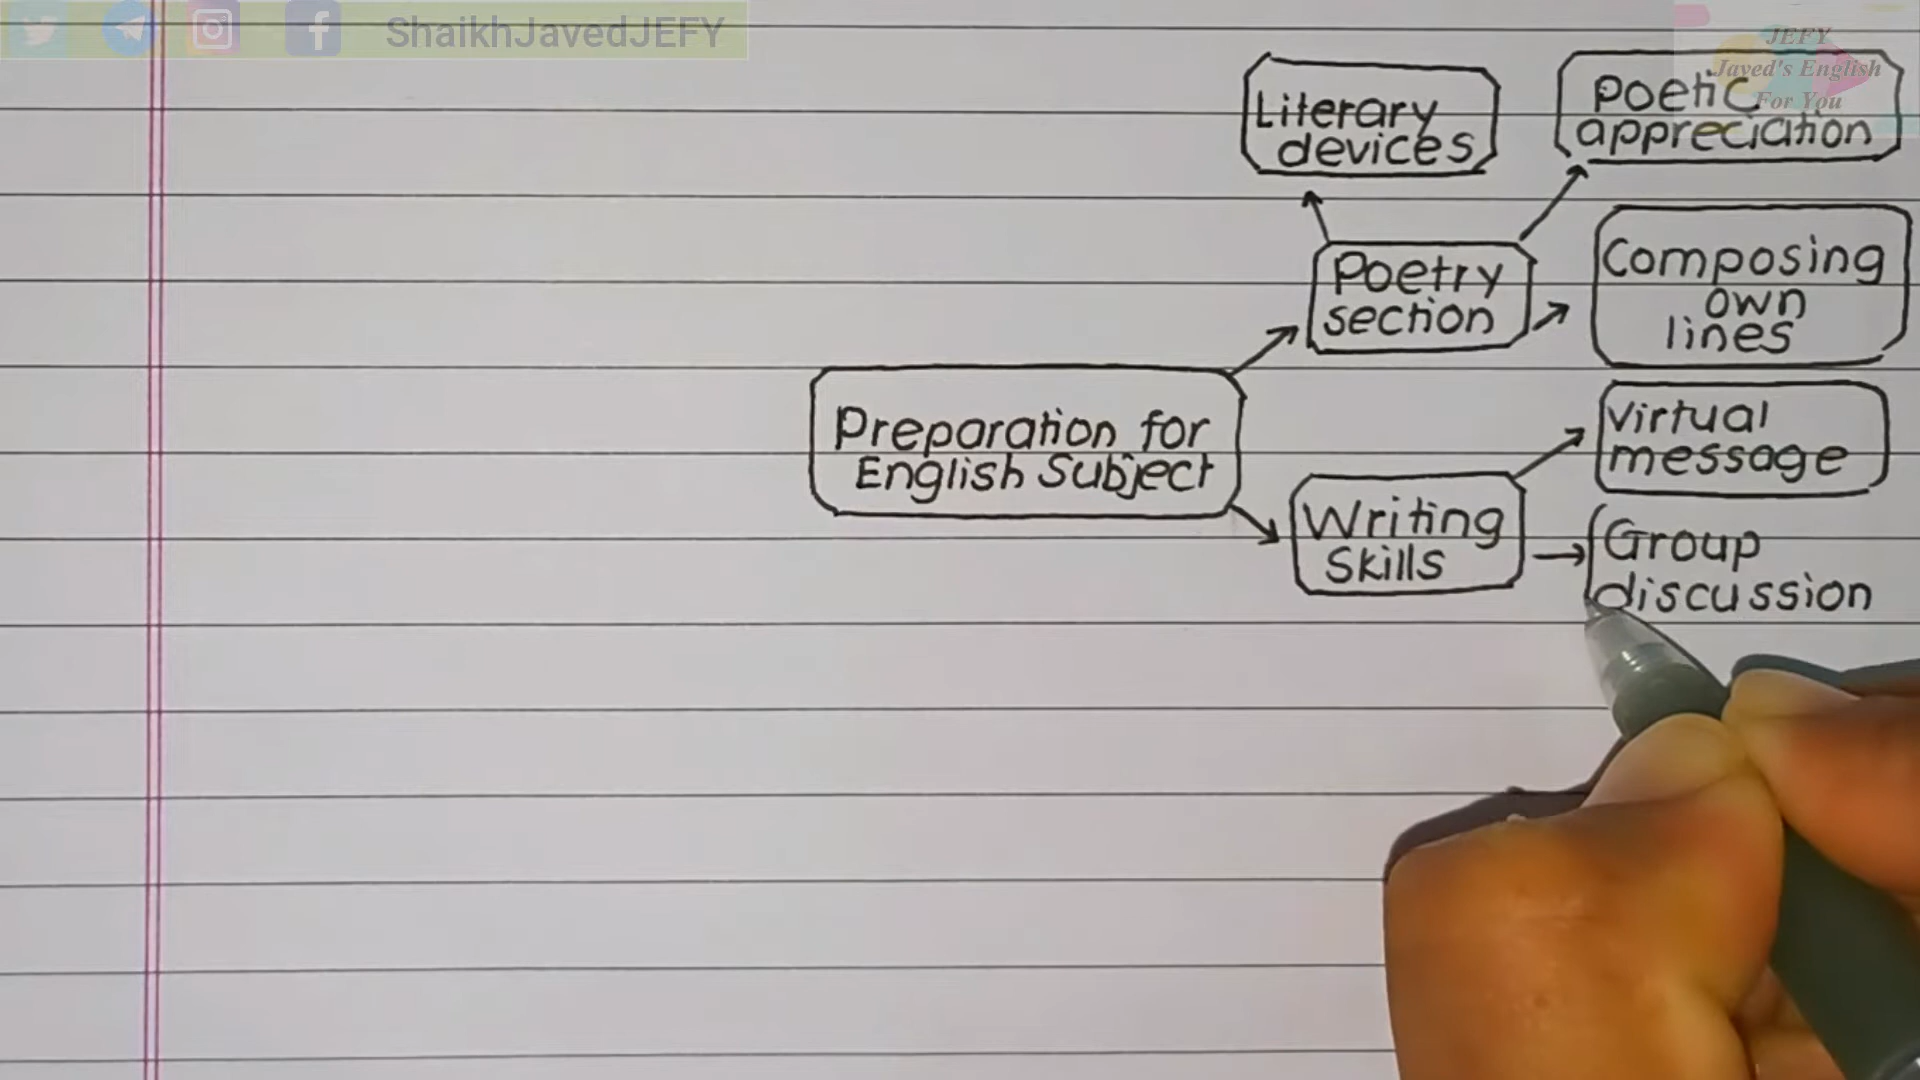 ShaikhJavedJEFY
JEFY
Javed's English
For You
Literary
devices
Poetic
appreciation
Poetry
section
Composing
own
lines
Preparation for
English Subject
Virtual
message
Writing
Skills
Group
discussion